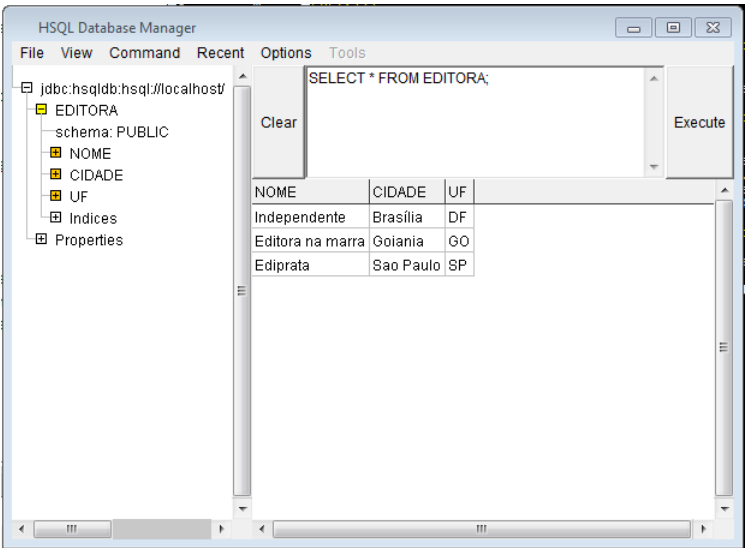 HSQL Database Manager
File View Command Recent Options Tools
jdbc:hsqldb:hsql://localhost/
EDITORA
schema: PUBLIC
NOME
CIDADE
UF
Indices
Properties
Clear
SELECT * FROM EDITORA;
Execute
NOME CIDADE UF
Independente Brasília DF
Editora na marra Goiania GO
Ediprata Sao Paulo SP